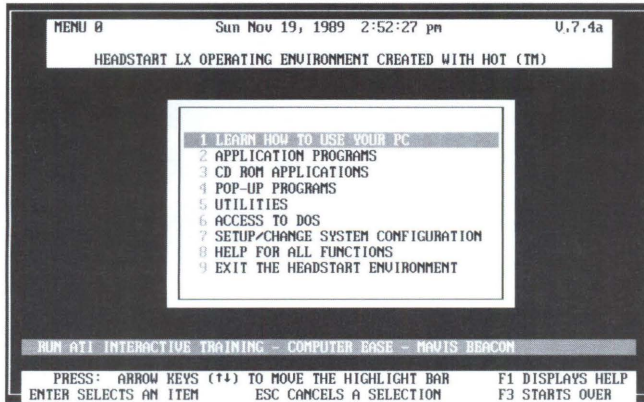 MENU 0 Sun Nov 19, 1989 2:52:27 pm V.7.4a
HEADSTART LX OPERATING ENVIRONMENT CREATED WITH HOT (TM)
1 LEARN HOW TO USE YOUR PC
2 APPLICATION PROGRAMS
3 CD ROM APPLICATIONS
4 POP-UP PROGRAMS
5 UTILITIES
6 ACCESS TO DOS
7 SETUP/CHANGE SYSTEM CONFIGURATION
8 HELP FOR ALL FUNCTIONS
9 EXIT THE HEADSTART ENVIRONMENT
RUN ATI INTERACTIVE TRAINING - COMPUTER EASE - MAVIS BEACON
PRESS: ARROW KEYS (↑↓) TO MOVE THE HIGHLIGHT BAR F1 DISPLAYS HELP
ENTER SELECTS AN ITEM ESC CANCELS A SELECTION F3 STARTS OVER